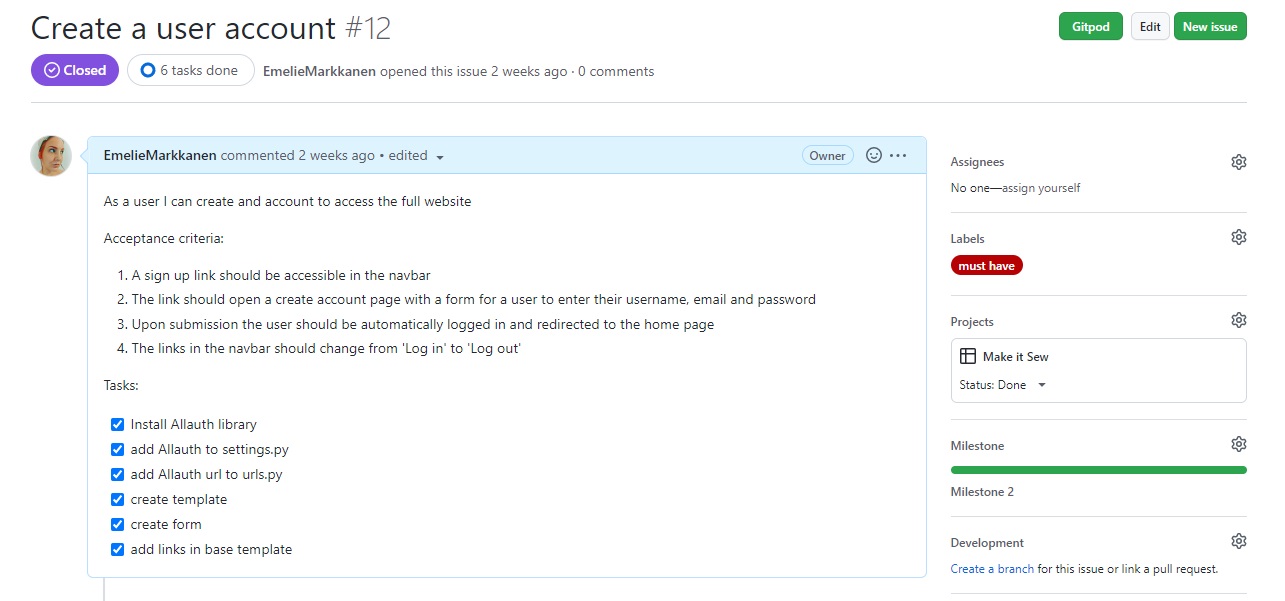 Create a user account #12
Gitpod
Edit
New issue
Closed
6 tasks done
EmelieMarkkanen opened this issue 2 weeks ago · 0 comments
EmelieMarkkanen commented 2 weeks ago • edited
Owner
As a user I can create and account to access the full website
Acceptance criteria:
1. A sign up link should be accessible in the navbar
2. The link should open a create account page with a form for a user to enter their username, email and password
3. Upon submission the user should be automatically logged in and redirected to the home page
4. The links in the navbar should change from 'Log in' to 'Log out'
Tasks:
Install Allauth library
add Allauth to settings.py
add Allauth url to urls.py
create template
create form
add links in base template
Assignees
No one—assign yourself
Labels
must have
Projects
Make it Sew
Status: Done
Milestone
Milestone 2
Development
Create a branch for this issue or link a pull request.